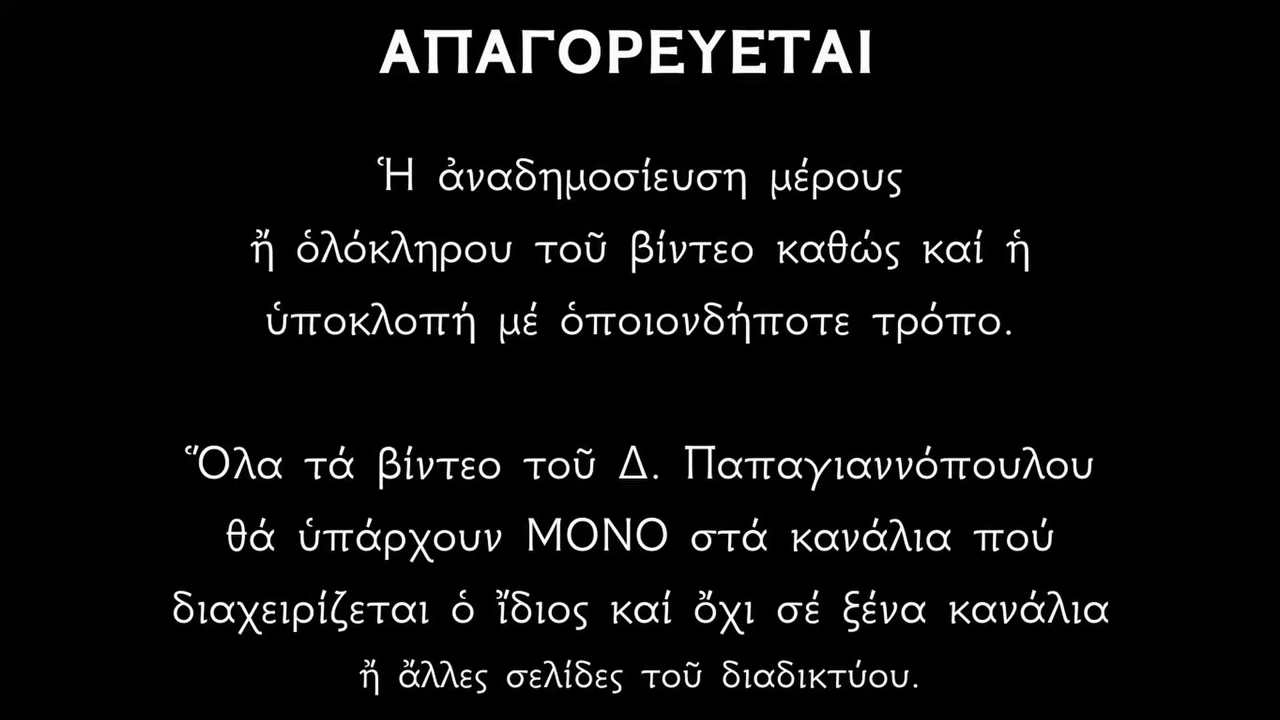 ΑΠΑΓΟΡΕΥΕΤΑΙ
Ἡ ἀναδημοσίευση μέρους
ἤ ὁλόκληρου τοῦ βίντεο καθώς καί ἡ
ὑποκλοπή μέ ὁποιονδήποτε τρόπο.
Ὅλα τά βίντεο τοῦ Δ. Παπαγιαννόπουλου
θά ὑπάρχουν ΜΟΝΟ στά κανάλια πού
διαχειρίζεται ὁ ἴδιος καί ὄχι σέ ξένα κανάλια
ἤ ἄλλες σελίδες τοῦ διαδικτύου.